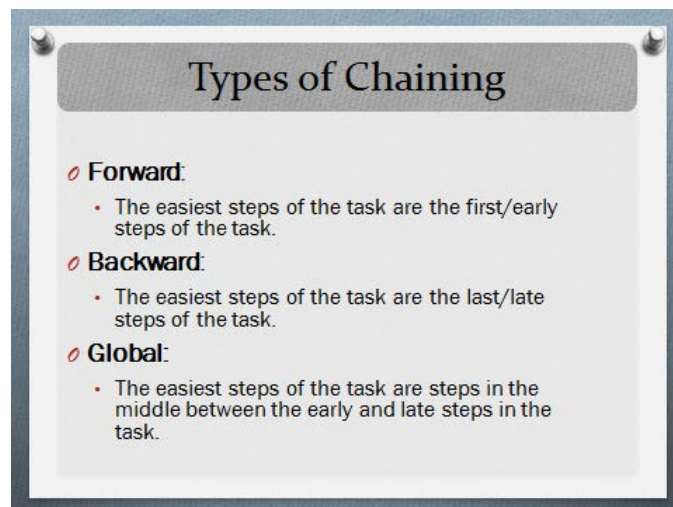 Types of Chaining
Forward:
• The easiest steps of the task are the first/early
steps of the task.
Backward:
• The easiest steps of the task are the last/late
steps of the task.
Global:
• The easiest steps of the task are steps in the
middle between the early and late steps in the
task.